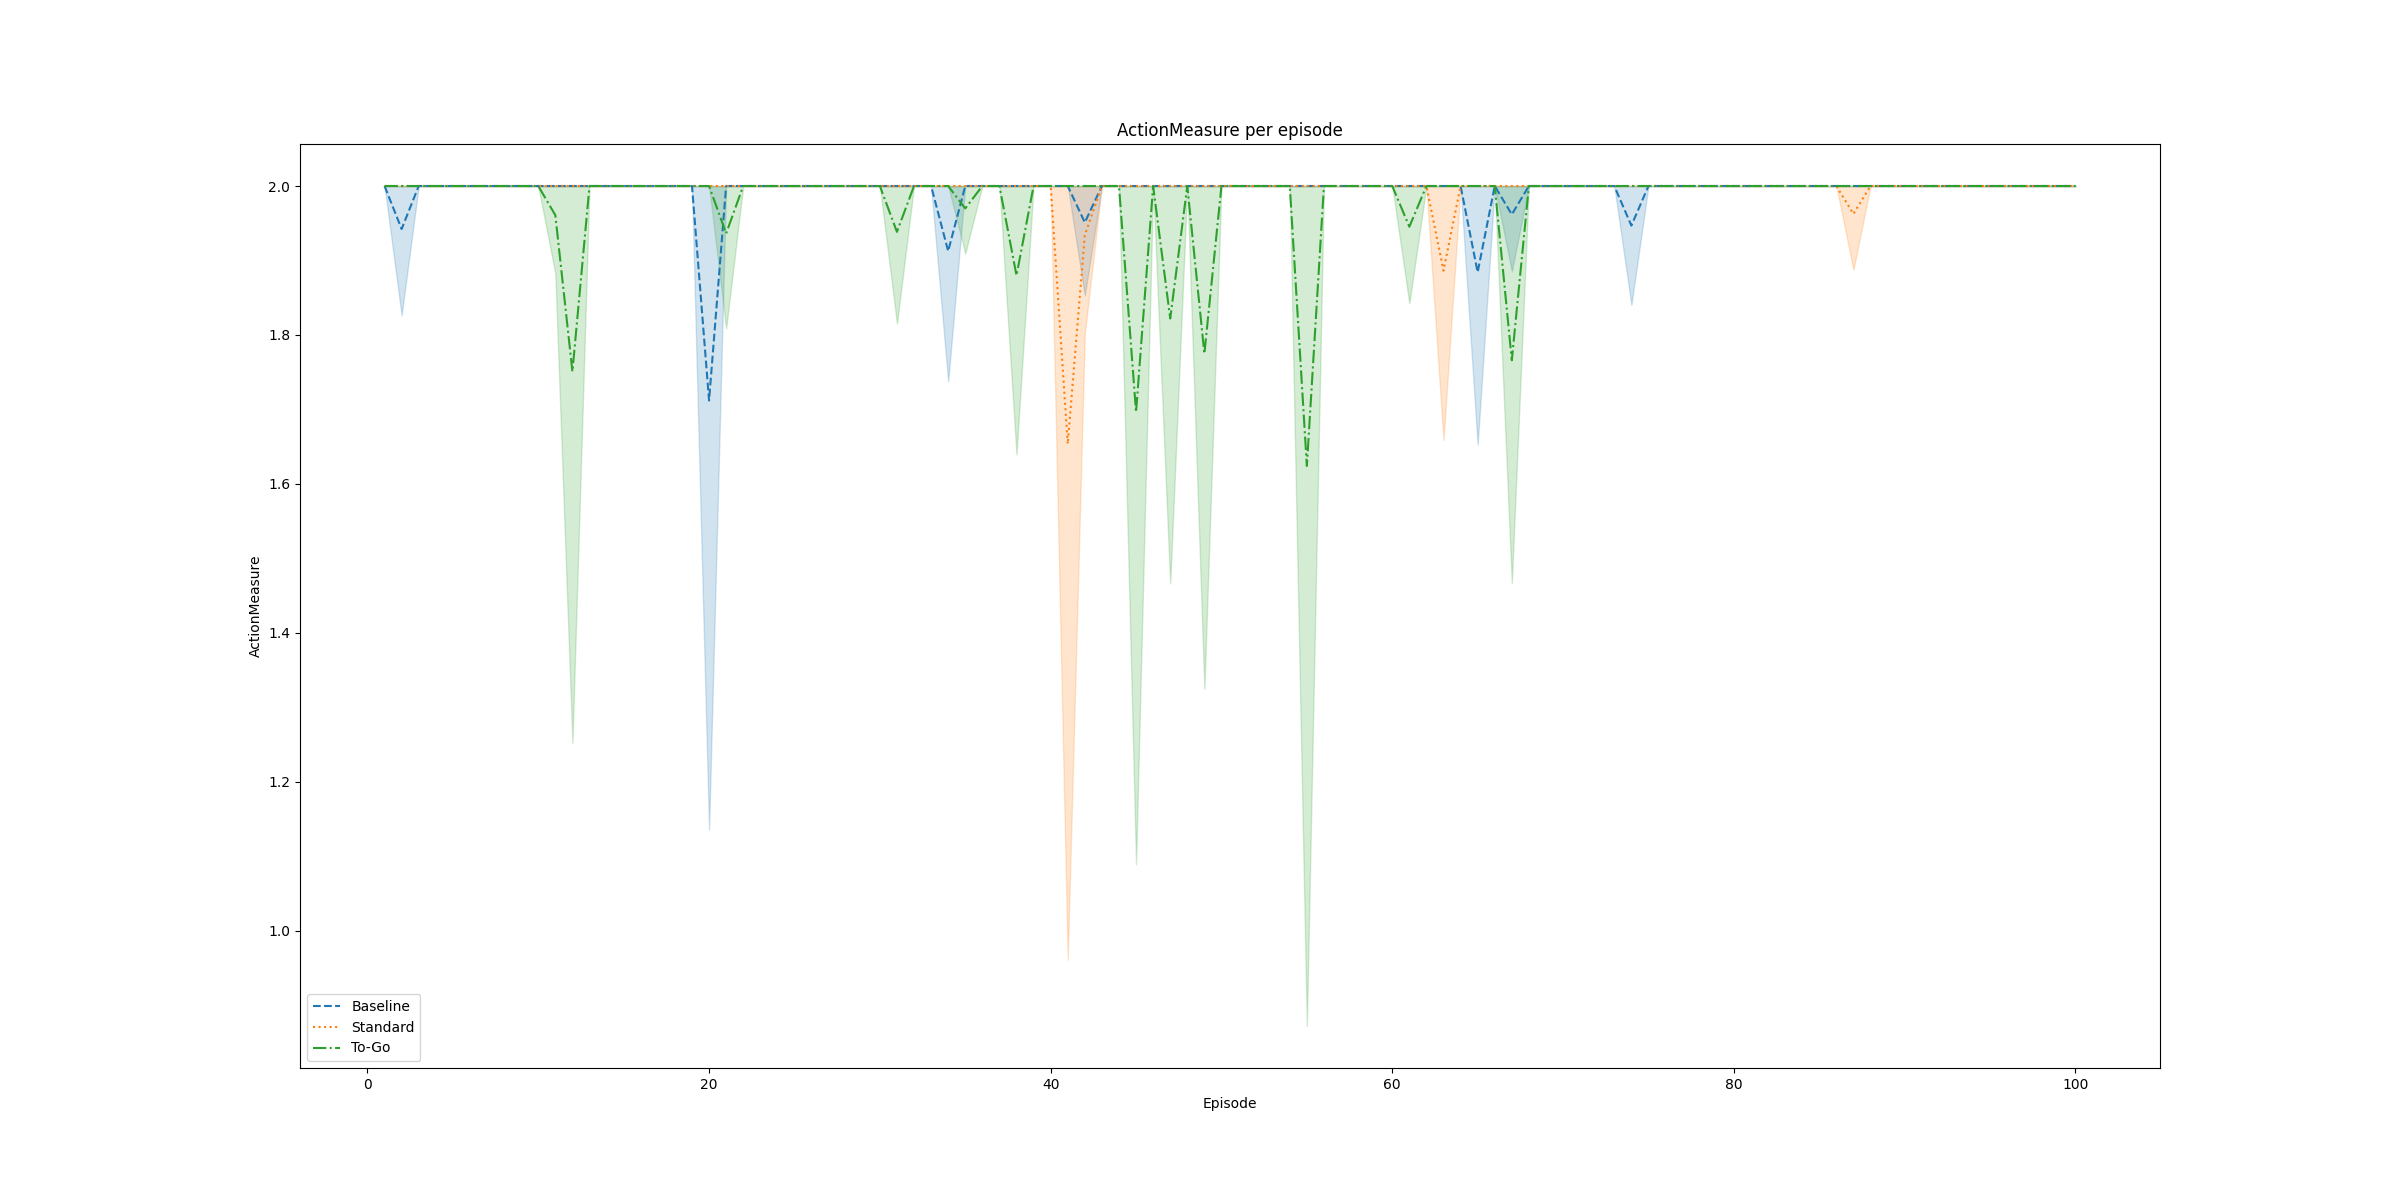 ActionMeasure per episode
2.0
1.8
1.6
1.4
1.2
1.0
ActionMeasure
Baseline
Standard
To-Go
0 20 40 60 80 100
Episode